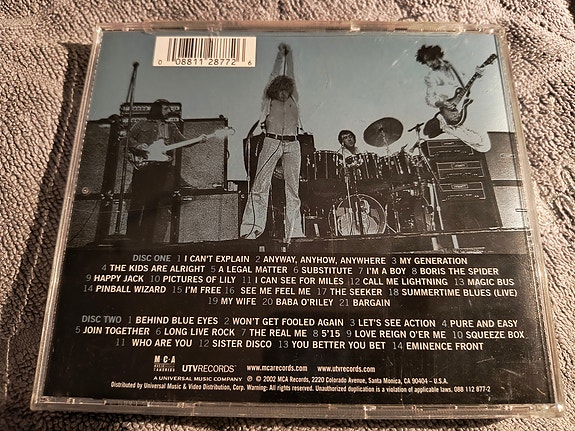 0 08811 28772 6
DISC ONE 1 I CAN'T EXPLAIN 2 ANYWAY, ANYHOW, ANYWHERE 3 MY GENERATION
4 THE KIDS ARE ALRIGHT 5 A LEGAL MATTER 6 SUBSTITUTE 7 I'M A BOY 8 BORIS THE SPIDER
9 HAPPY JACK 10 PICTURES OF LILY 11 I CAN SEE FOR MILES 12 CALL ME LIGHTNING 13 MAGIC BUS
14 PINBALL WIZARD 15 I'M FREE 16 SEE ME FEEL ME 17 THE SEEKER 18 SUMMERTIME BLUES (LIVE)
19 MY WIFE 20 BABA O'RILEY 21 BARGAIN
DISC TWO 1 BEHIND BLUE EYES 2 WON'T GET FOOLED AGAIN 3 LET'S SEE ACTION 4 PURE AND EASY
5 JOIN TOGETHER 6 LONG LIVE ROCK 7 THE REAL ME 8 5'15 9 LOVE REIGN O'ER ME 10 SQUEEZE BOX
11 WHO ARE YOU 12 SISTER DISCO 13 YOU BETTER YOU BET 14 EMINENCE FRONT
MCA UTVRECORDS www.mcarecords.com www.utvrecords.com
A UNIVERSAL MUSIC COMPANY ℗ © 2002 MCA Records, 2220 Colorado Avenue, Santa Monica, CA 90404 – U.S.A.
Distributed by Universal Music & Video Distribution, Corp. Warning: All rights reserved. Unauthorized duplication is a violation of applicable laws. 088 112 877-2